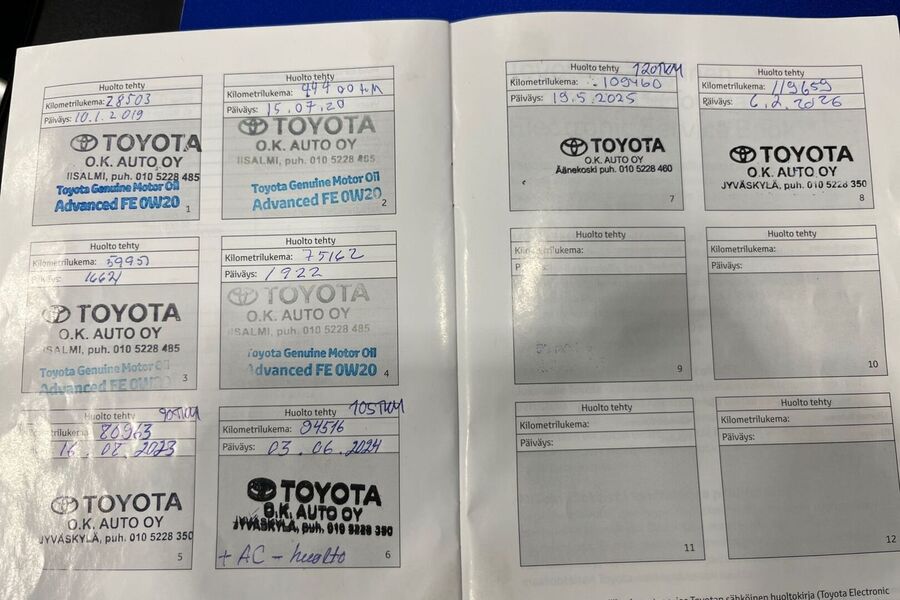 Huolto tehty
Kilometrilukema: 28503
Päiväys: 10.1.2019
TOYOTA
O.K. AUTO OY
IISALMI, puh. 010 5228 485
Toyota Genuine Motor Oil
Advanced FE 0W20
1
Huolto tehty
Kilometrilukema: 444 00 km
Päiväys: 15.07.20
TOYOTA
O.K. AUTO OY
IISALMI, puh. 010 5228 485
Toyota Genuine Motor Oil
Advanced FE 0W20
2
Huolto tehty
Kilometrilukema: 59951
16621
TOYOTA
O.K. AUTO OY
IISALMI, puh. 010 5228 485
Toyota Genuine Motor Oil
Advanced FE 0W20
3
Huolto tehty
Kilometrilukema: 75162
Päiväys: 1922
TOYOTA
O.K. AUTO OY
IISALMI, puh. 010 5228 485
Toyota Genuine Motor Oil
Advanced FE 0W20
4
Huolto tehty 90TKM
80963
16.08.2023
TOYOTA
O.K. AUTO OY
JYVÄSKYLÄ, puh. 010 5228 350
5
Huolto tehty 105TKM
Kilometrilukema: 94516
Päiväys: 03.06.2024
TOYOTA
O.K. AUTO OY
JYVÄSKYLÄ, puh. 010 5228 350
+ AC - huolto
6
Huolto tehty 120TKM
Kilometrilukema: 109460
Päiväys: 19.5.2025
TOYOTA
O.K. AUTO OY
Äänekoski puh. 010 5228 460
7
Huolto tehty
Kilometrilukema: 119659
Päiväys: 6.2.2026
TOYOTA
O.K. AUTO OY
JYVÄSKYLÄ, puh. 010 5228 350
8
Huolto tehty
Kilometrilukema:
9
Huolto tehty
Kilometrilukema:
Päiväys:
10
Huolto tehty
Kilometrilukema:
Päiväys:
11
Huolto tehty
Kilometrilukema:
Päiväys:
12
Toyotan sähköinen huoltokirja (Toyota Electronic